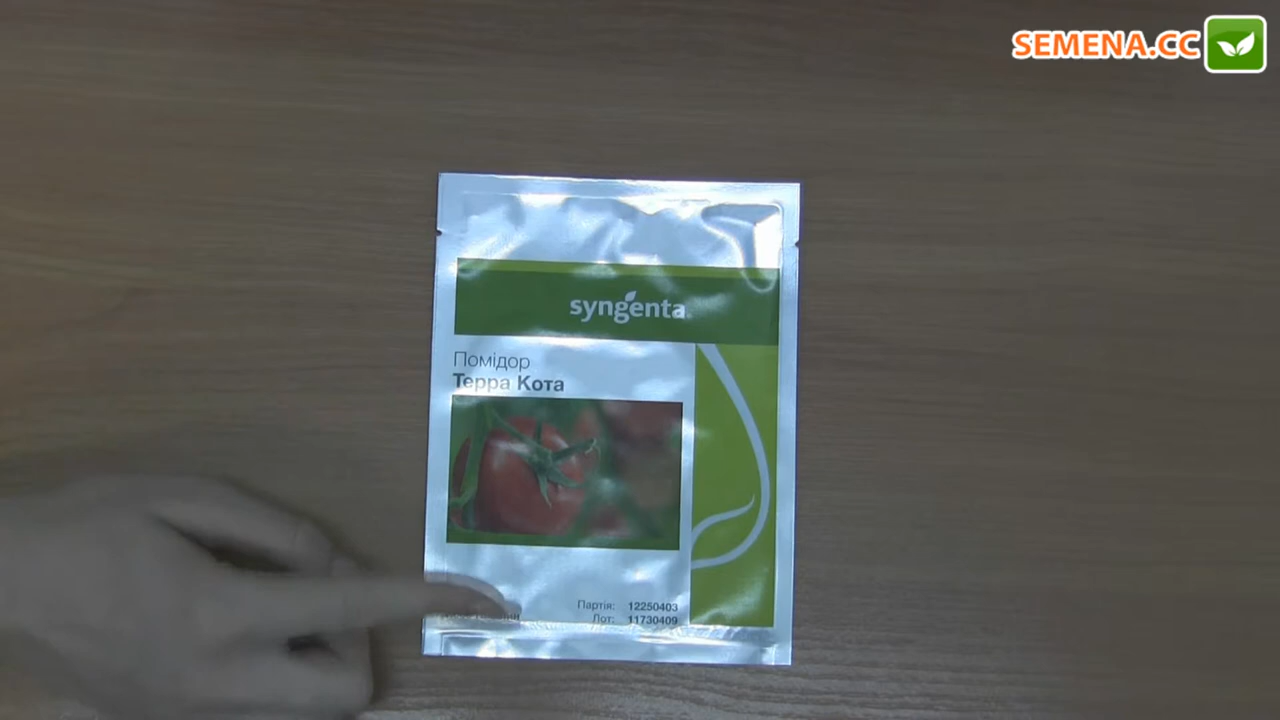 SEMENA.CC
syngenta
Помідор
Терра Кота
Партія: 12250403
Лот: 11730409